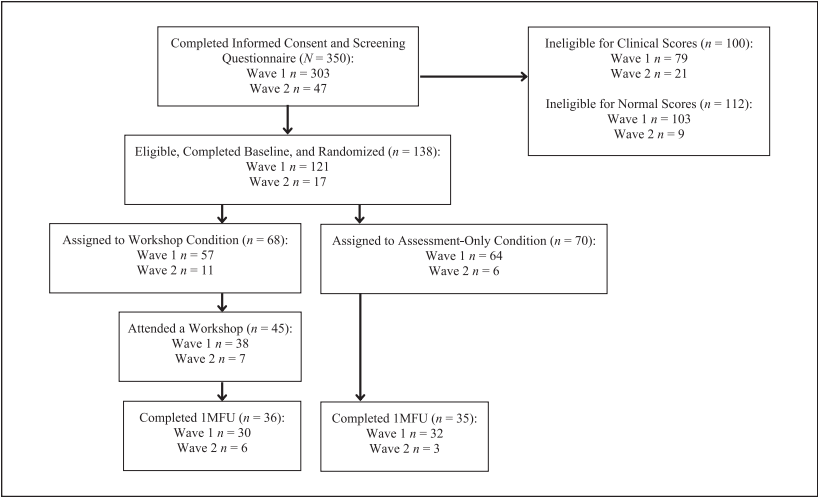 Completed Informed Consent and Screening
Questionnaire (N = 350):
Wave 1 n = 303
Wave 2 n = 47
Ineligible for Clinical Scores (n = 100):
Wave 1 n = 79
Wave 2 n = 21
Ineligible for Normal Scores (n = 112):
Wave 1 n = 103
Wave 2 n = 9
Eligible, Completed Baseline, and Randomized (n = 138):
Wave 1 n = 121
Wave 2 n = 17
Assigned to Workshop Condition (n = 68):
Wave 1 n = 57
Wave 2 n = 11
Assigned to Assessment-Only Condition (n = 70):
Wave 1 n = 64
Wave 2 n = 6
Attended a Workshop (n = 45):
Wave 1 n = 38
Wave 2 n = 7
Completed 1MFU (n = 36):
Wave 1 n = 30
Wave 2 n = 6
Completed 1MFU (n = 35):
Wave 1 n = 32
Wave 2 n = 3